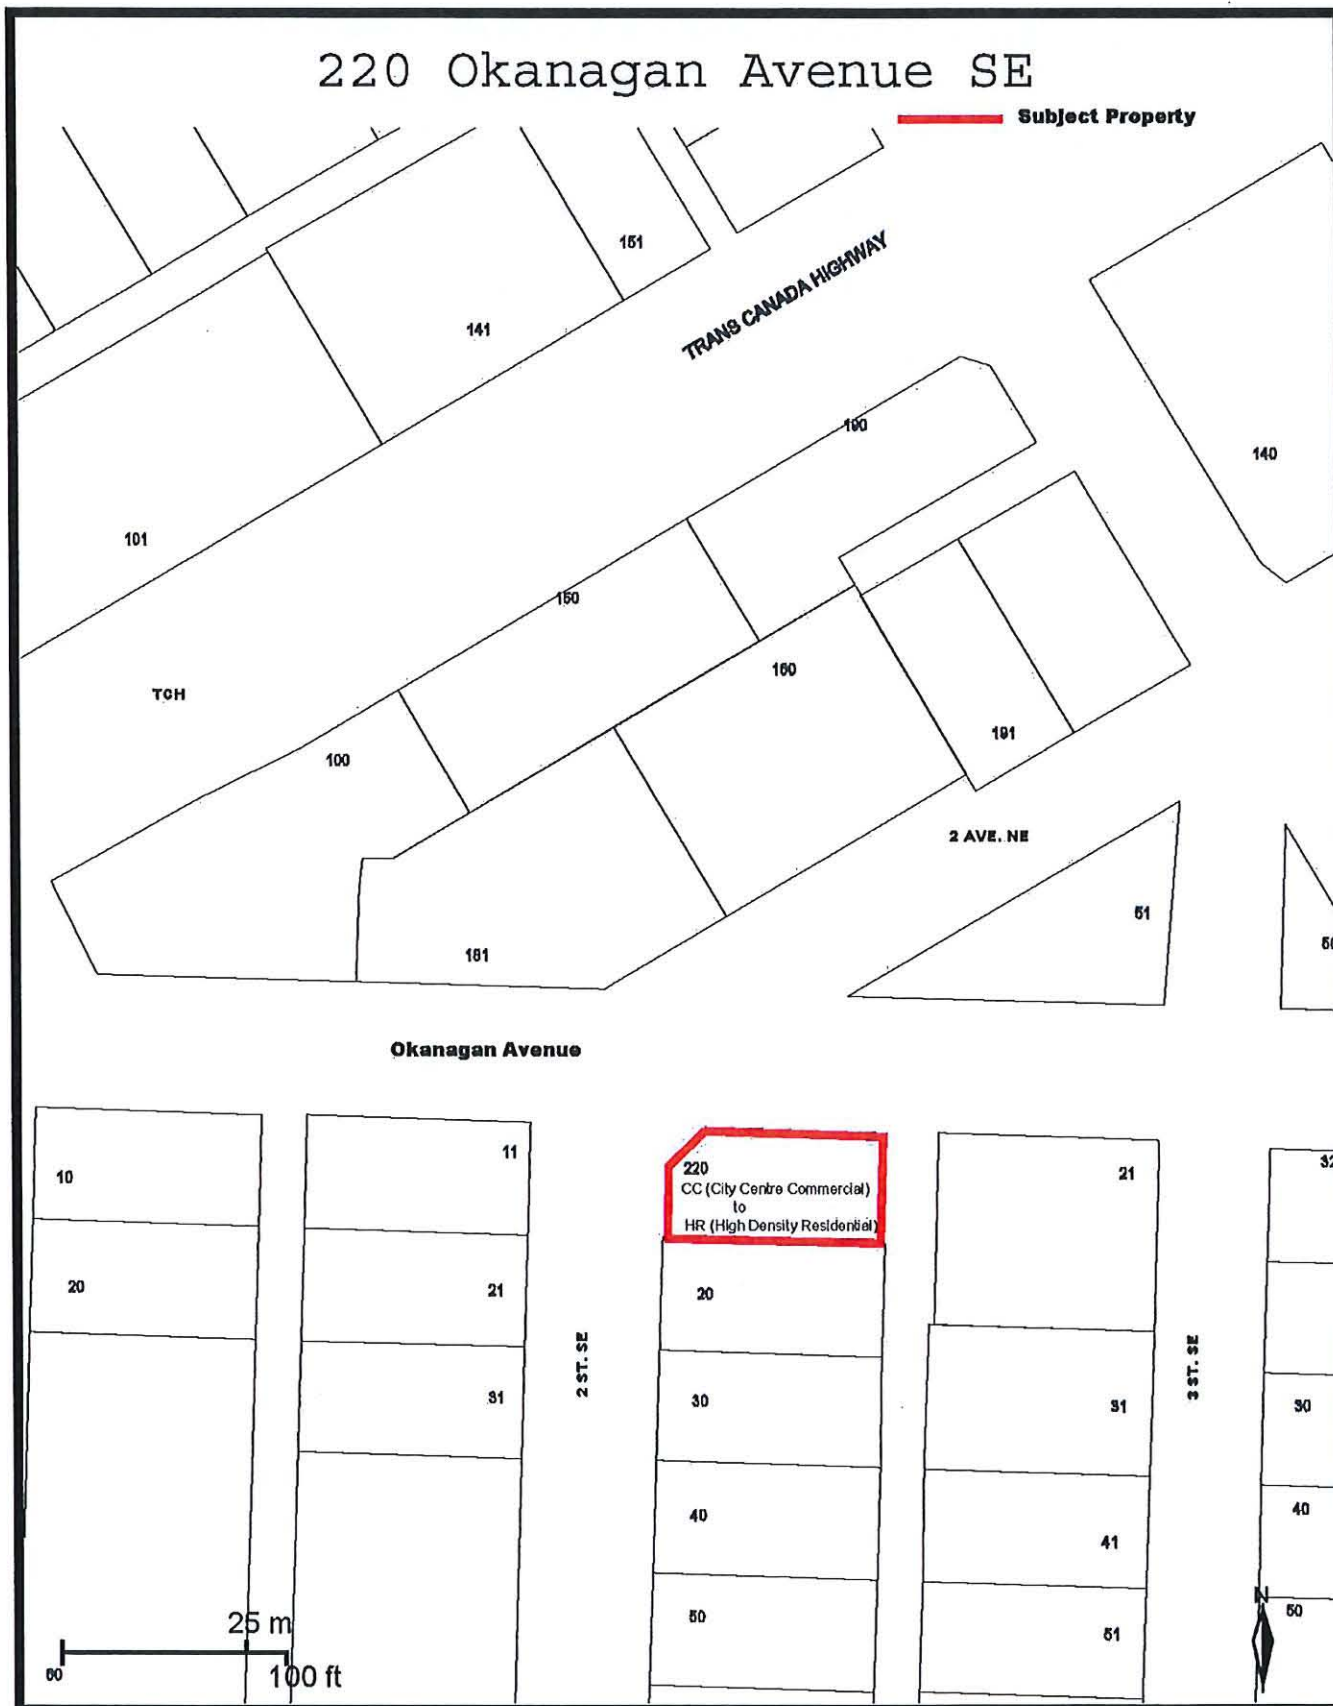 220 Okanagan Avenue SE
Subject Property
151
141
TRANS CANADA HIGHWAY
190
140
101
150
160
TCH
191
100
2 AVE. NE
51
181
Okanagan Avenue
11
220
CC (City Centre Commercial)
to
HR (High Density Residential)
10
21
20
21
20
2 ST. SE
3 ST. SE
31
30
31
30
40
40
41
50
51
50
25 m
100 ft
60
N